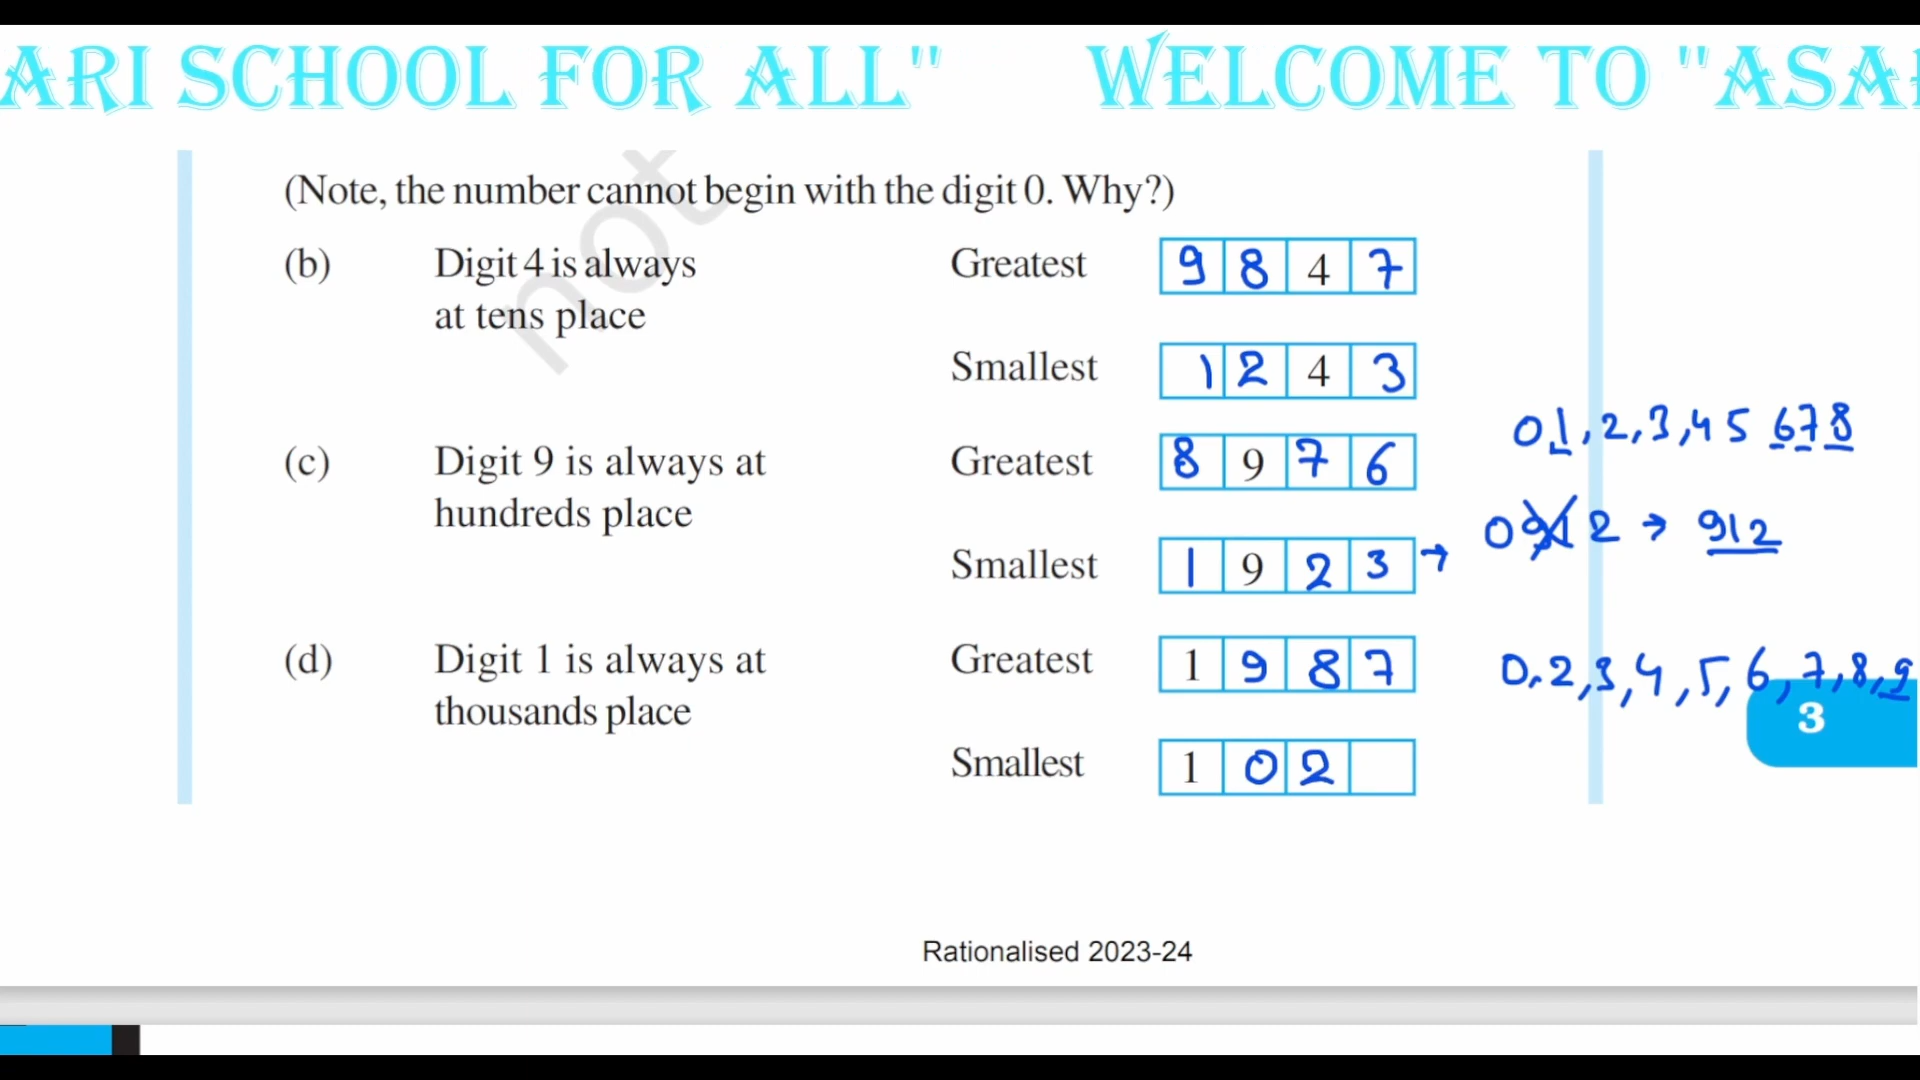 ARI SCHOOL FOR ALL" WELCOME TO "ASA
not
(Note, the number cannot begin with the digit 0. Why?)
(b) Digit 4 is always Greatest 9 8 4 7
at tens place
Smallest 1 2 4 3
0,1,2,3,4 5 6 7 8
(c) Digit 9 is always at Greatest 8 9 7 6
hundreds place
0 91 2 → 912
Smallest 1 9 2 3 →
(d) Digit 1 is always at Greatest 1 9 8 7
0,2,3,4,5,6,7,8,9
thousands place
3
Smallest 1 0 2
Rationalised 2023-24